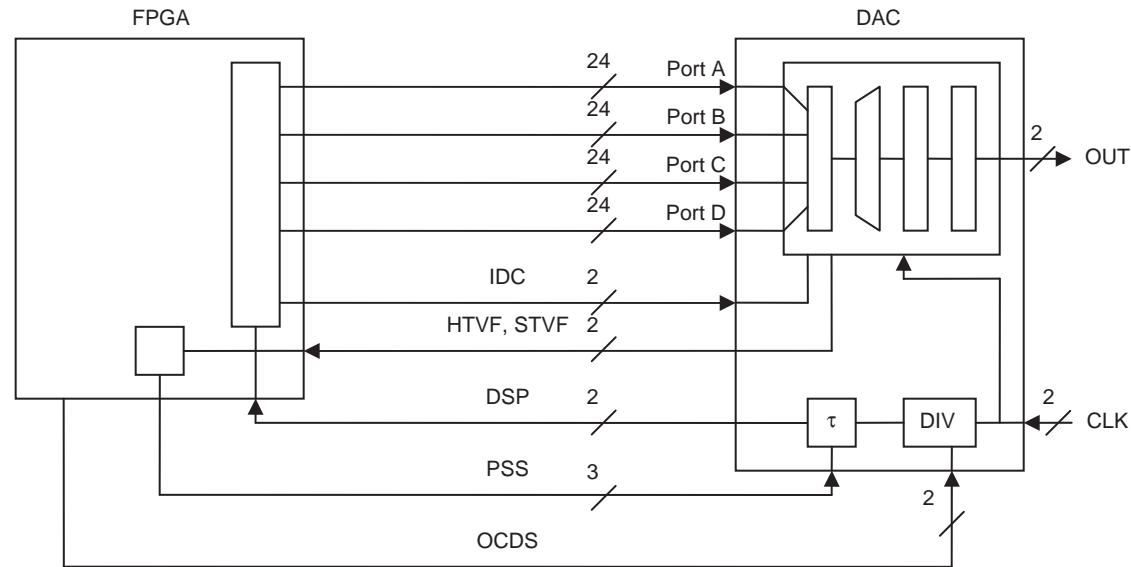 FPGA
DAC
24
Port A
24
Port B
24
Port C
24
Port D
2
OUT
IDC
2
HTVF, STVF
2
DSP
2
τ
DIV
2
CLK
PSS
3
2
OCDS